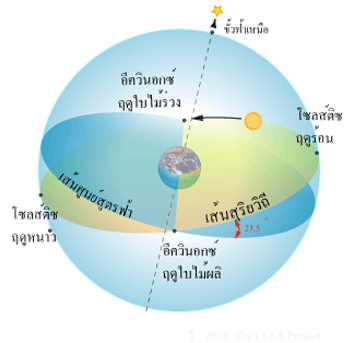 ขั้วฟ้าเหนือ
อีควินอกซ์
ฤดูใบไม้ร่วง
โซลสติซ
ฤดูร้อน
เส้นศูนย์สูตรฟ้า
เส้นสุริยวิถี
23.5 °
โซลสติซ
ฤดูหนาว
อีควินอกซ์
ฤดูใบไม้ผลิ
2003 The LESA Project